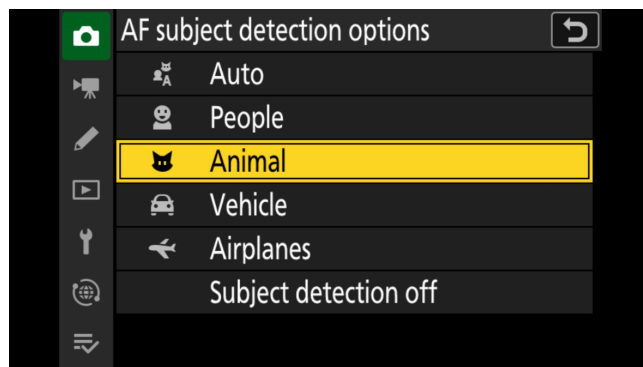 AF subject detection options
Auto
People
Animal
Vehicle
Airplanes
Subject detection off